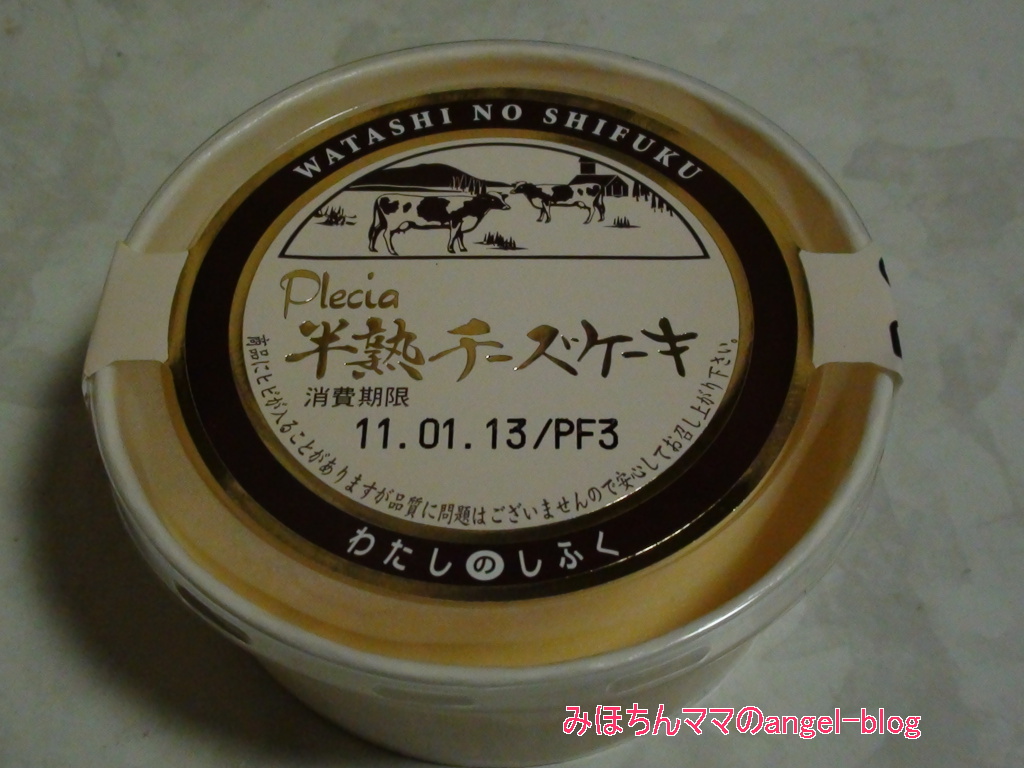 WATASHI NO SHIFUKU
Plecia
半熟チーズケーキ
消費期限
11.01.13/PF3
商品にヒビが入ることがありますが品質に問題はございませんので安心してお召し上がり下さい。
わたしのしふく
みほちんママのangel-blog